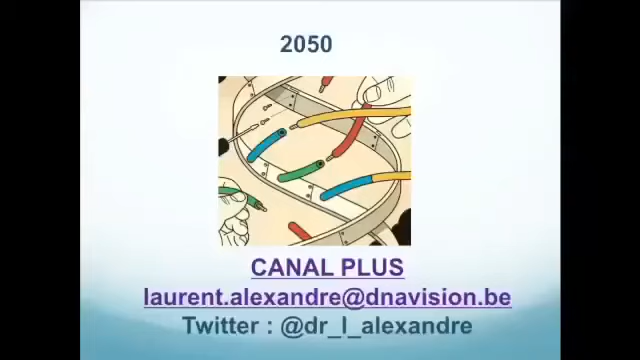 2050
CANAL PLUS
laurent.alexandre@dnavision.be
Twitter : @dr_l_alexandre